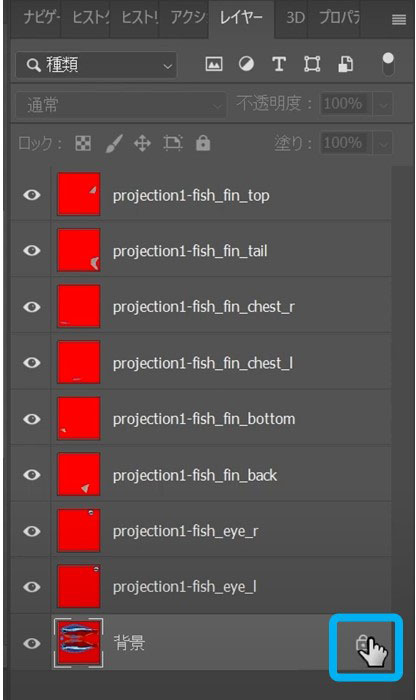 ナビゲ ヒストグ ヒストリ アクシ レイヤー 3D プロパテ
種類 T
通常 不透明度： 100%
ロック： 塗り： 100%
projection1-fish_fin_top
projection1-fish_fin_tail
projection1-fish_fin_chest_r
projection1-fish_fin_chest_l
projection1-fish_fin_bottom
projection1-fish_fin_back
projection1-fish_eye_r
projection1-fish_eye_l
背景